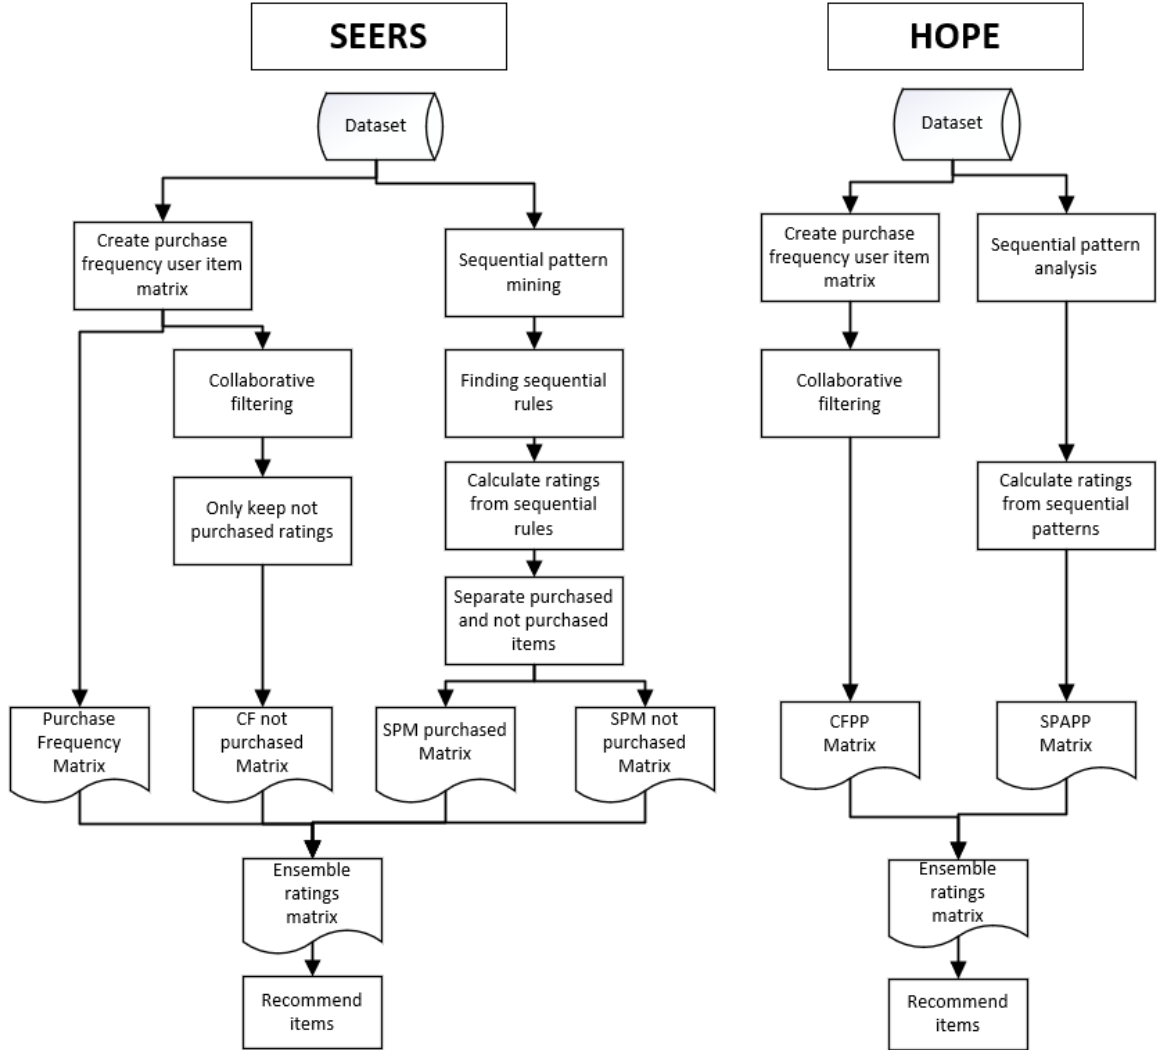 SEERS
Dataset
Create purchase
frequency user item
matrix
Sequential pattern
mining
Collaborative
filtering
Finding sequential
rules
Only keep not
purchased ratings
Calculate ratings
from sequential
rules
Separate purchased
and not purchased
items
Purchase
Frequency
Matrix
CF not
purchased
Matrix
SPM purchased
Matrix
SPM not
purchased
Matrix
Ensemble
ratings
matrix
Recommend
items
HOPE
Dataset
Create purchase
frequency user item
matrix
Sequential pattern
analysis
Collaborative
filtering
Calculate ratings
from sequential
patterns
CFPP
Matrix
SPAPP
Matrix
Ensemble
ratings
matrix
Recommend
items